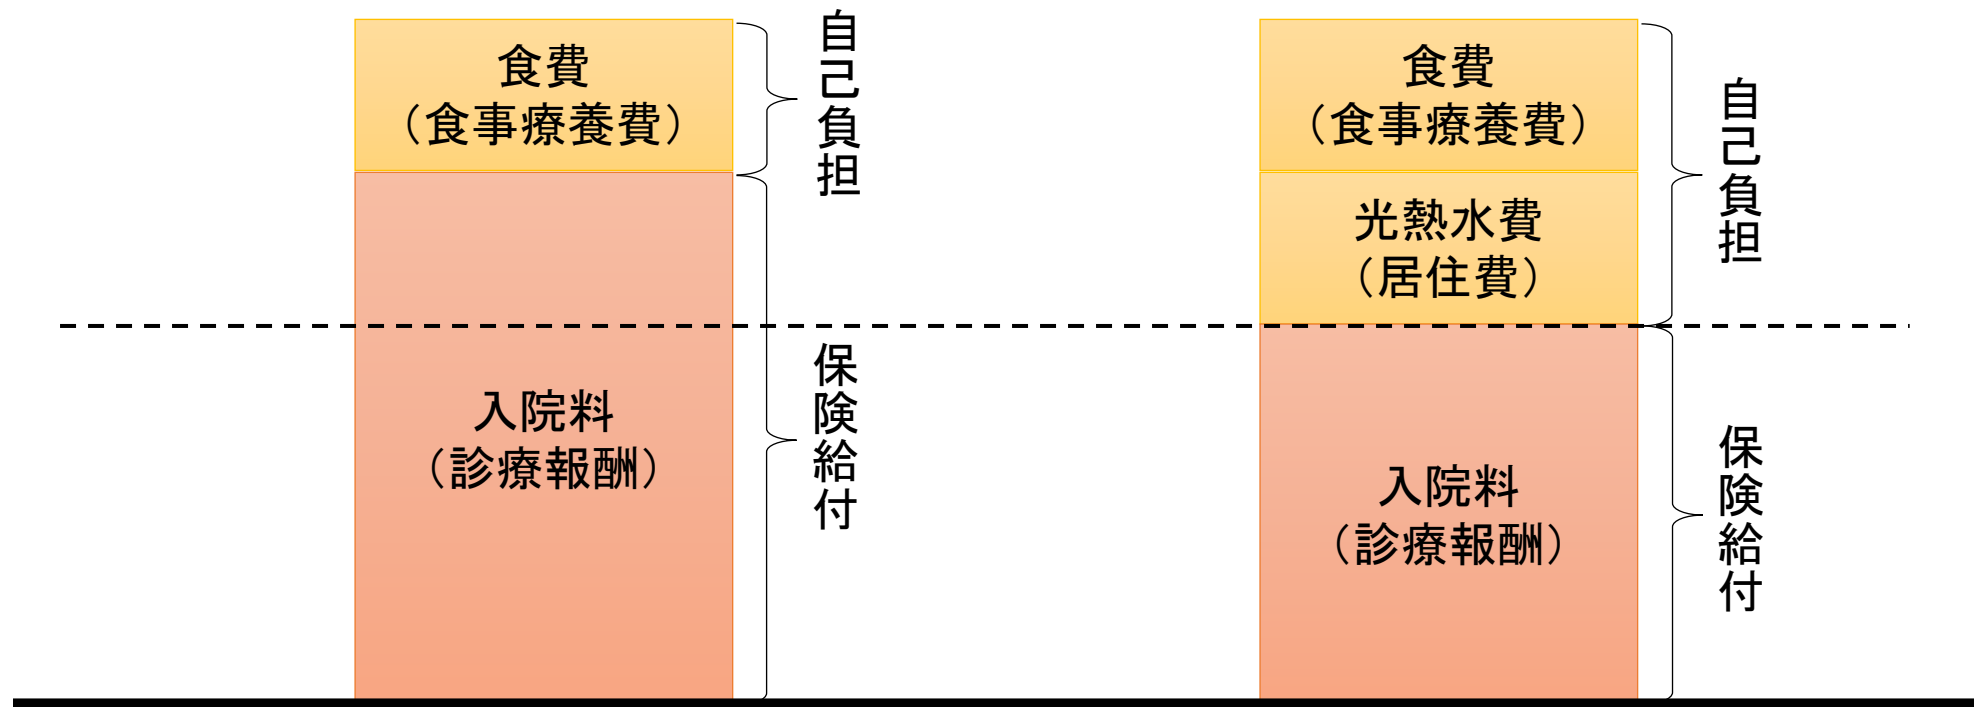 食費
（食事療養費）
自己負担
入院料
（診療報酬）
保険給付
食費
（食事療養費）
光熱水費
（居住費）
自己負担
入院料
（診療報酬）
保険給付